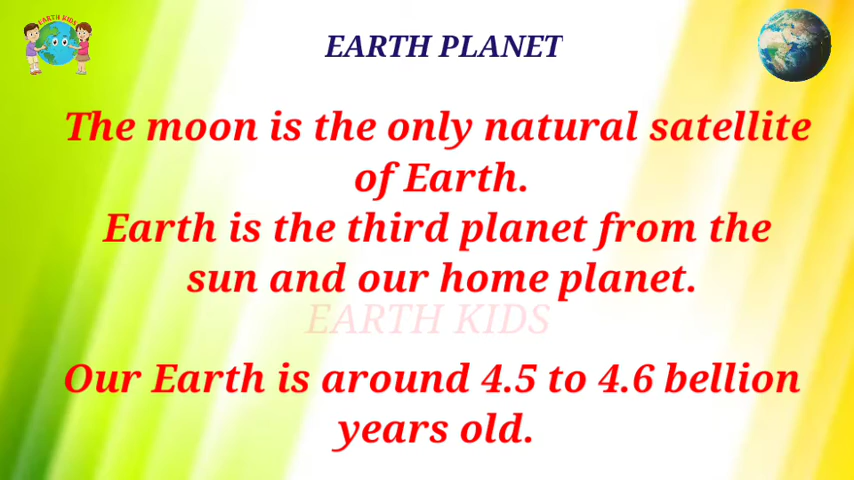 EARTH KIDS
EARTH PLANET
The moon is the only natural satellite
of Earth.
Earth is the third planet from the
sun and our home planet.
EARTH KIDS
Our Earth is around 4.5 to 4.6 bellion
years old.